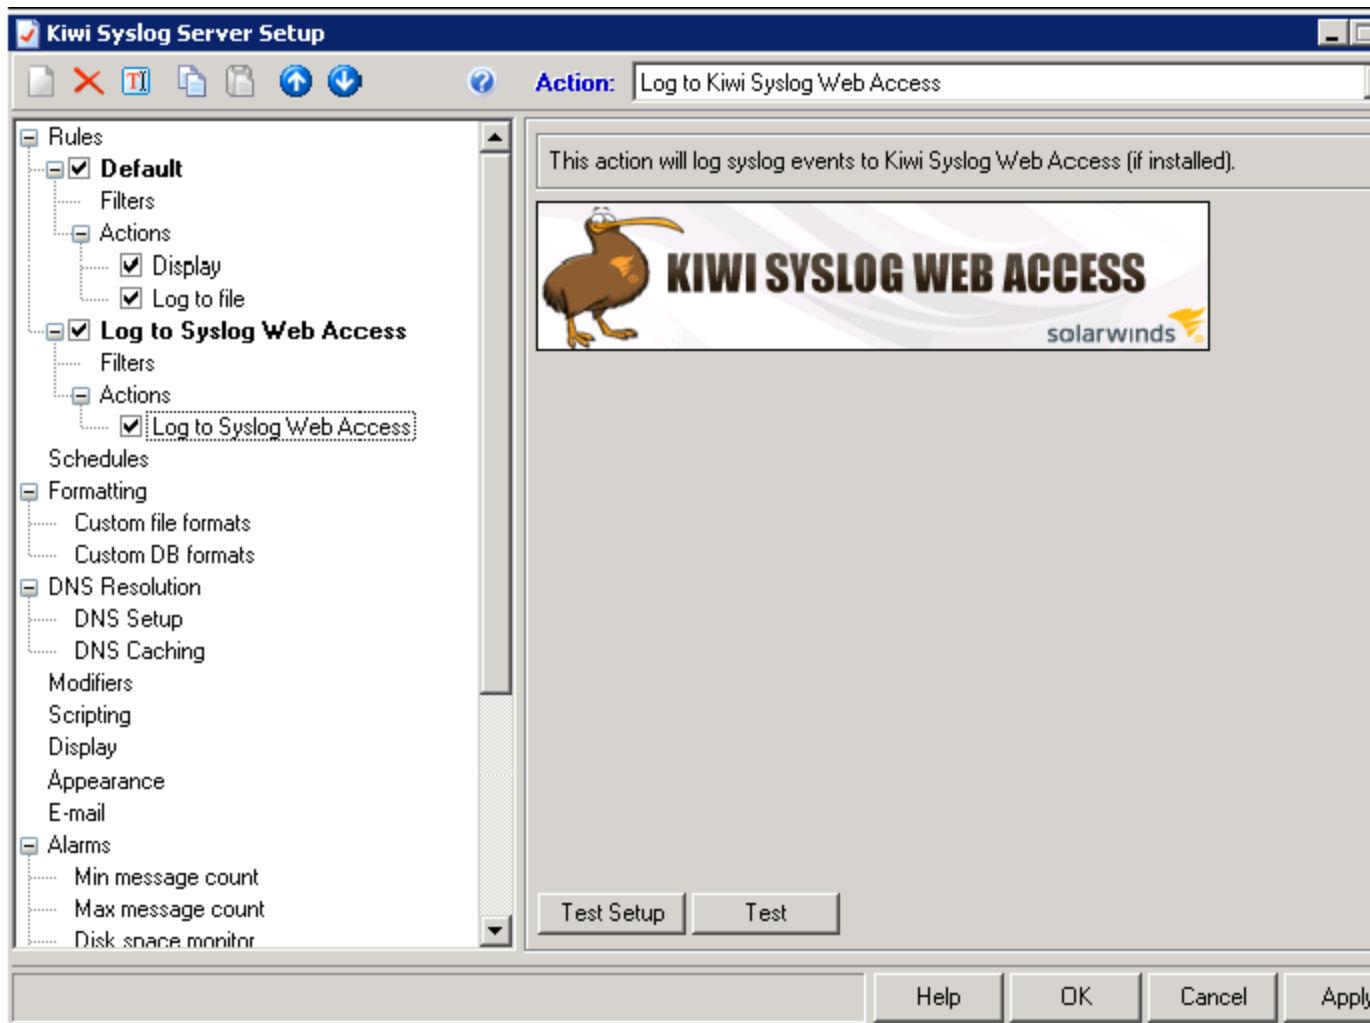 Kiwi Syslog Server Setup
Action: Log to Kiwi Syslog Web Access
Rules
Default
Filters
Actions
Display
Log to file
Log to Syslog Web Access
Filters
Actions
Log to Syslog Web Access
Schedules
Formatting
Custom file formats
Custom DB formats
DNS Resolution
DNS Setup
DNS Caching
Modifiers
Scripting
Display
Appearance
E-mail
Alarms
Min message count
Max message count
Disk space monitor
This action will log syslog events to Kiwi Syslog Web Access (if installed).
KIWI SYSLOG WEB ACCESS
solarwinds
Test Setup Test
Help OK Cancel Apply